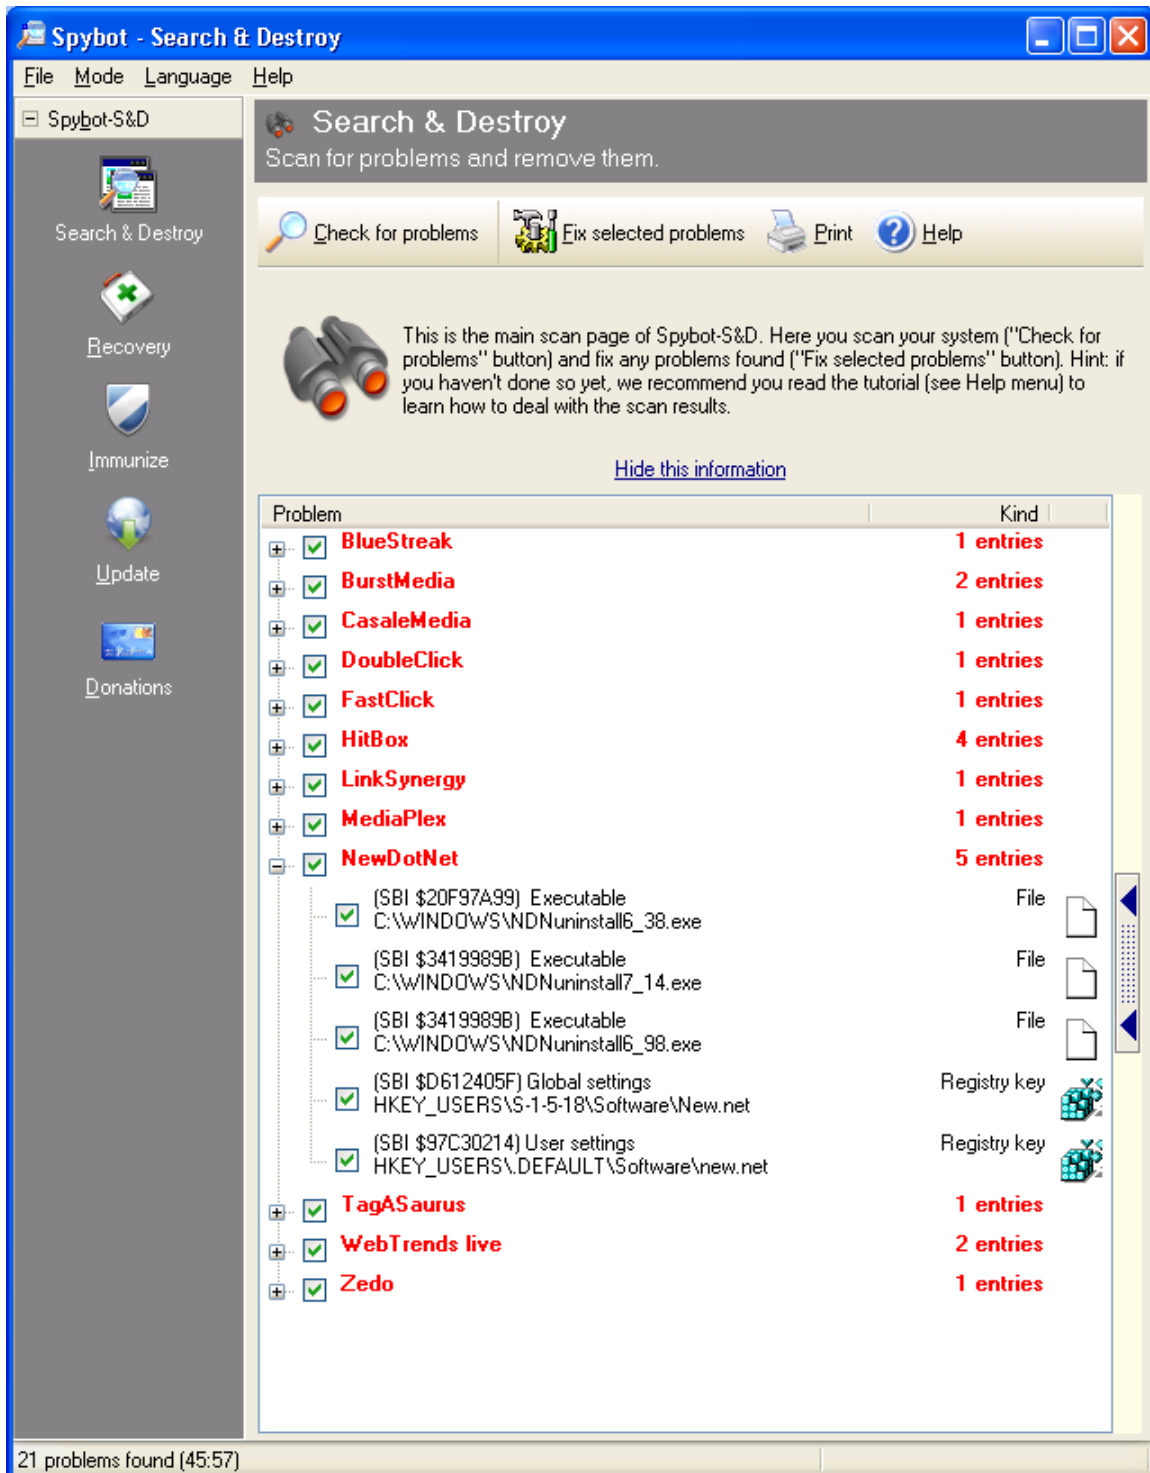 Spybot - Search & Destroy
File Mode Language Help
Spybot-S&D
Search & Destroy
Recovery
Immunize
Update
Donations
Search & Destroy
Scan for problems and remove them.
Check for problems Fix selected problems Print Help
This is the main scan page of Spybot-S&D. Here you scan your system ("Check for
problems" button) and fix any problems found ("Fix selected problems" button). Hint: if
you haven't done so yet, we recommend you read the tutorial (see Help menu) to
learn how to deal with the scan results.
Hide this information
Problem Kind
BlueStreak 1 entries
BurstMedia 2 entries
CasaleMedia 1 entries
DoubleClick 1 entries
FastClick 1 entries
HitBox 4 entries
LinkSynergy 1 entries
MediaPlex 1 entries
NewDotNet 5 entries
(SBI $20F97A99) Executable File
C:\WINDOWS\NDNuninstall6_38.exe
(SBI $3419989B) Executable File
C:\WINDOWS\NDNuninstall7_14.exe
(SBI $3419989B) Executable File
C:\WINDOWS\NDNuninstall6_98.exe
(SBI $D612405F) Global settings Registry key
HKEY_USERS\S-1-5-18\Software\New.net
(SBI $97C30214) User settings Registry key
HKEY_USERS\.DEFAULT\Software\new.net
TagASaurus 1 entries
WebTrends live 2 entries
Zedo 1 entries
21 problems found (45:57)